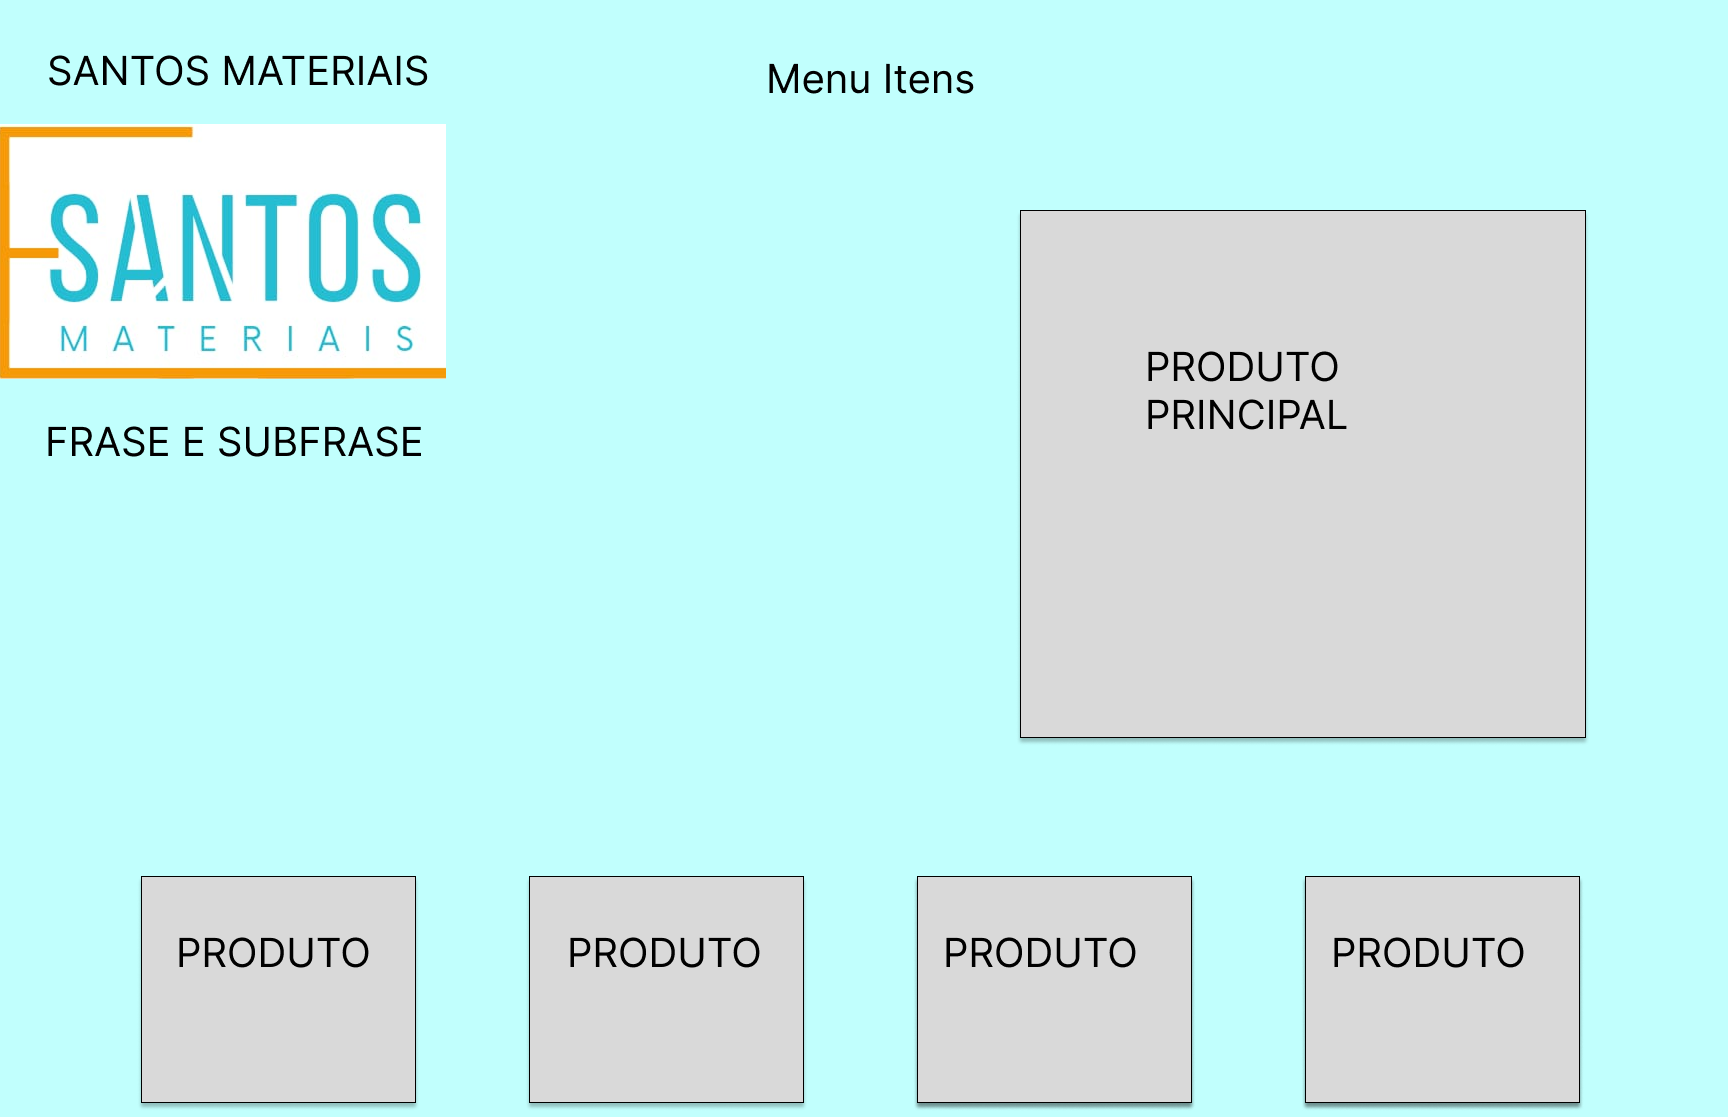 SANTOS MATERIAIS
Menu Itens
SANTOS
MATERIAIS
FRASE E SUBFRASE
PRODUTO
PRINCIPAL
PRODUTO
PRODUTO
PRODUTO
PRODUTO